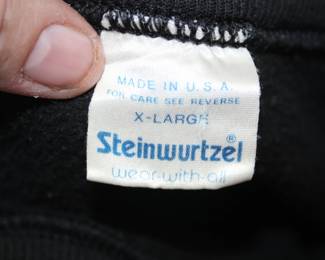 MADE IN U.S.A.
FOR CARE SEE REVERSE
X-LARGE
Steinwurtzel®
wear-with-all